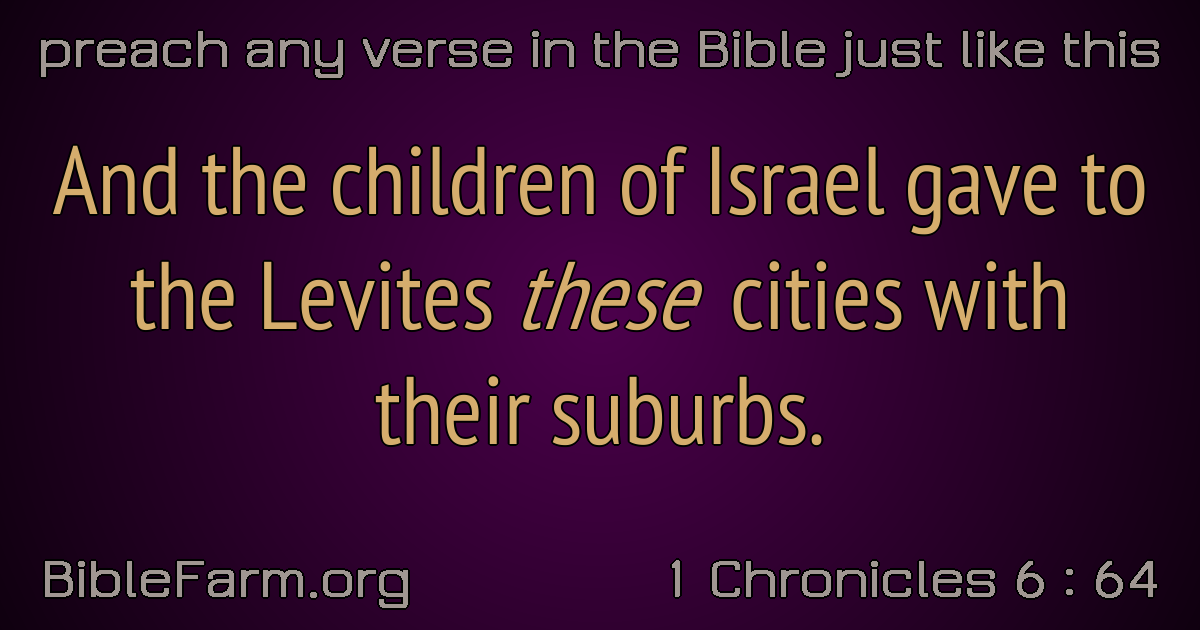 preach any verse in the Bible just like this
And the children of Israel gave to
the Levites these cities with
their suburbs.
BibleFarm.org
1 Chronicles 6 : 64